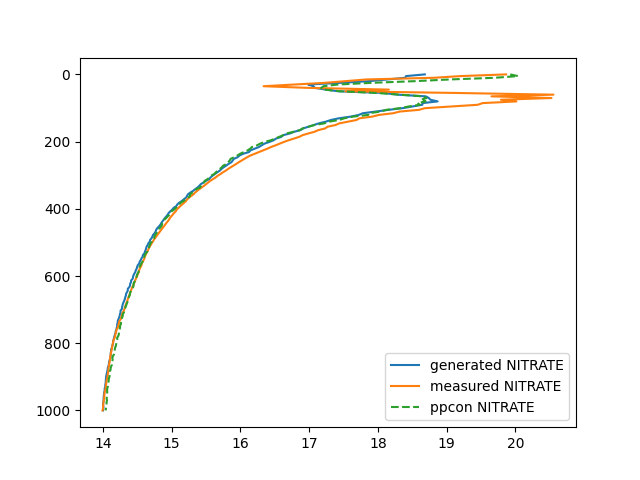 0
200
400
600
800
1000
14 15 16 17 18 19 20
generated NITRATE
measured NITRATE
ppcon NITRATE